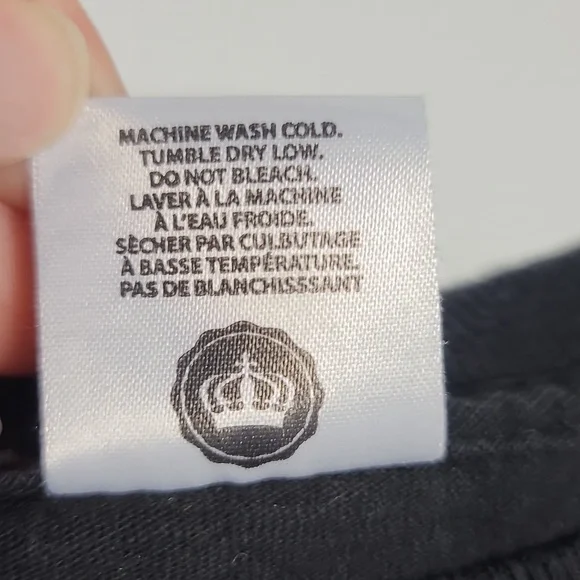 MACHINE WASH COLD.
TUMBLE DRY LOW.
DO NOT BLEACH.
LAVER À LA MACHINE
À L'EAU FROIDE.
SÈCHER PAR CULBUTAGE
À BASSE TEMPÉRATURE.
PAS DE BLANCHISSSANT